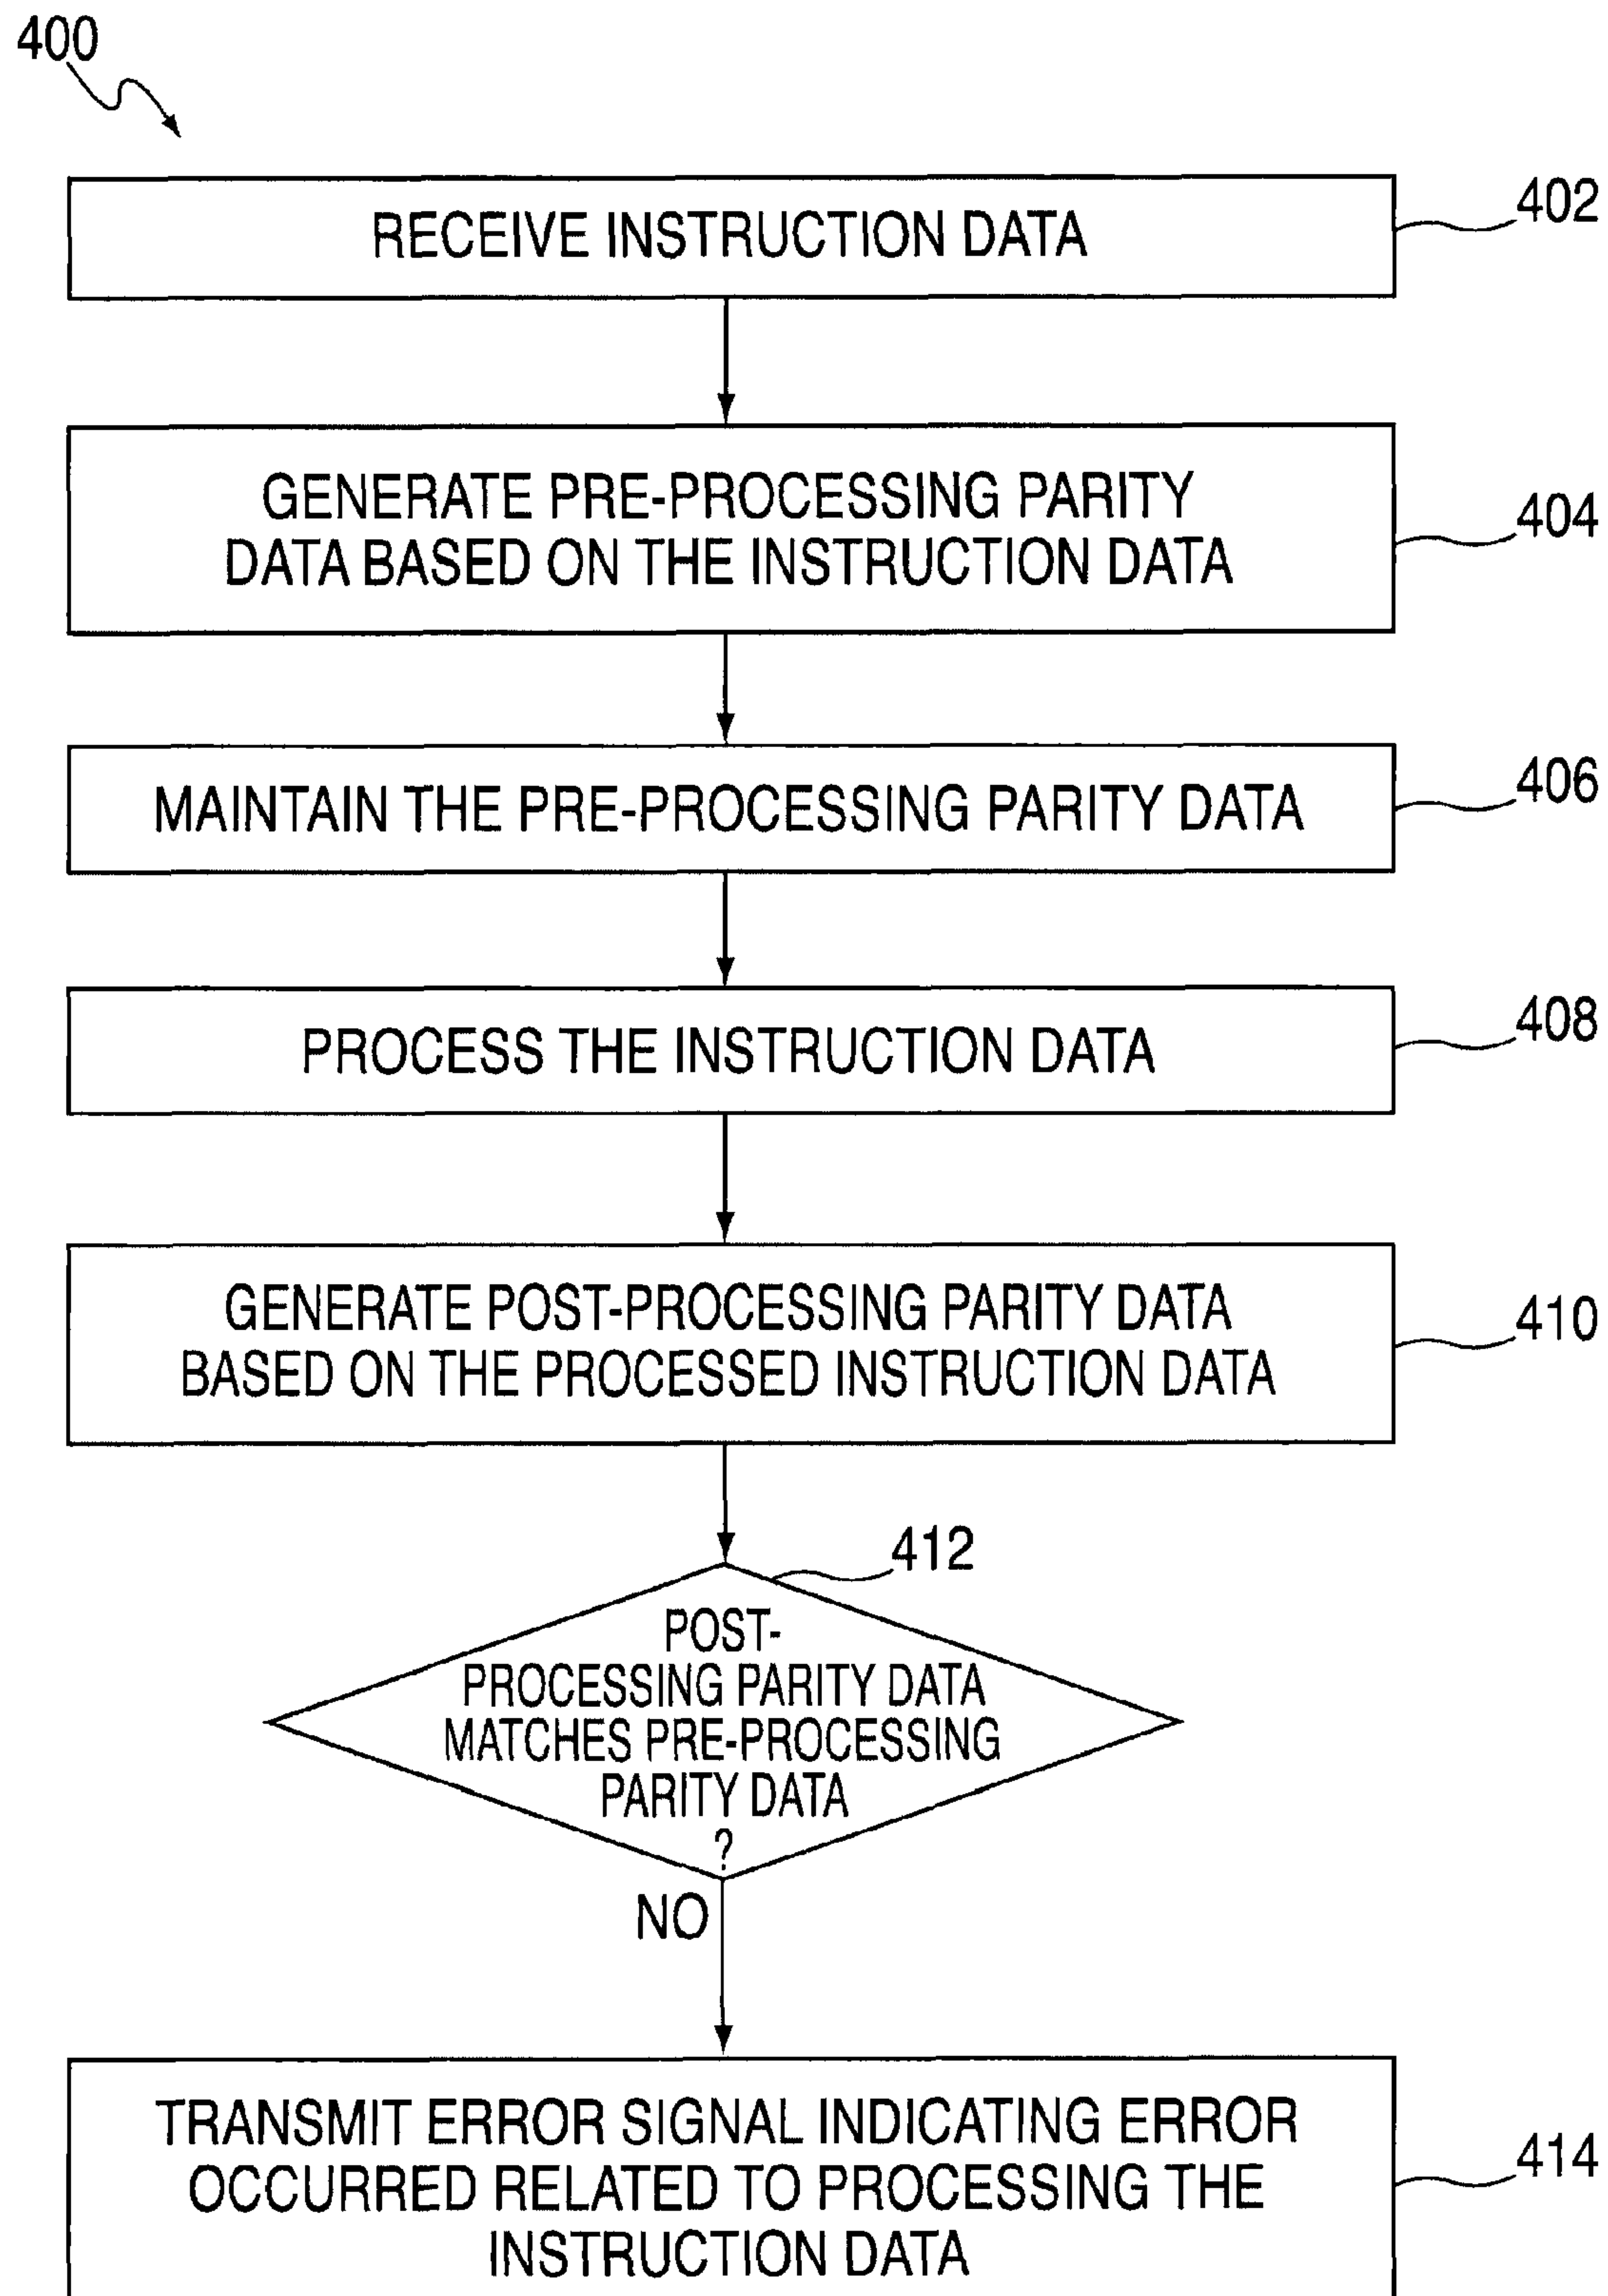 400
RECEIVE INSTRUCTION DATA
402
GENERATE PRE-PROCESSING PARITY
DATA BASED ON THE INSTRUCTION DATA
404
MAINTAIN THE PRE-PROCESSING PARITY DATA
406
PROCESS THE INSTRUCTION DATA
408
GENERATE POST-PROCESSING PARITY DATA
BASED ON THE PROCESSED INSTRUCTION DATA
410
412
POST-
PROCESSING PARITY DATA
MATCHES PRE-PROCESSING
PARITY DATA
?
NO
TRANSMIT ERROR SIGNAL INDICATING ERROR
OCCURRED RELATED TO PROCESSING THE
INSTRUCTION DATA
414